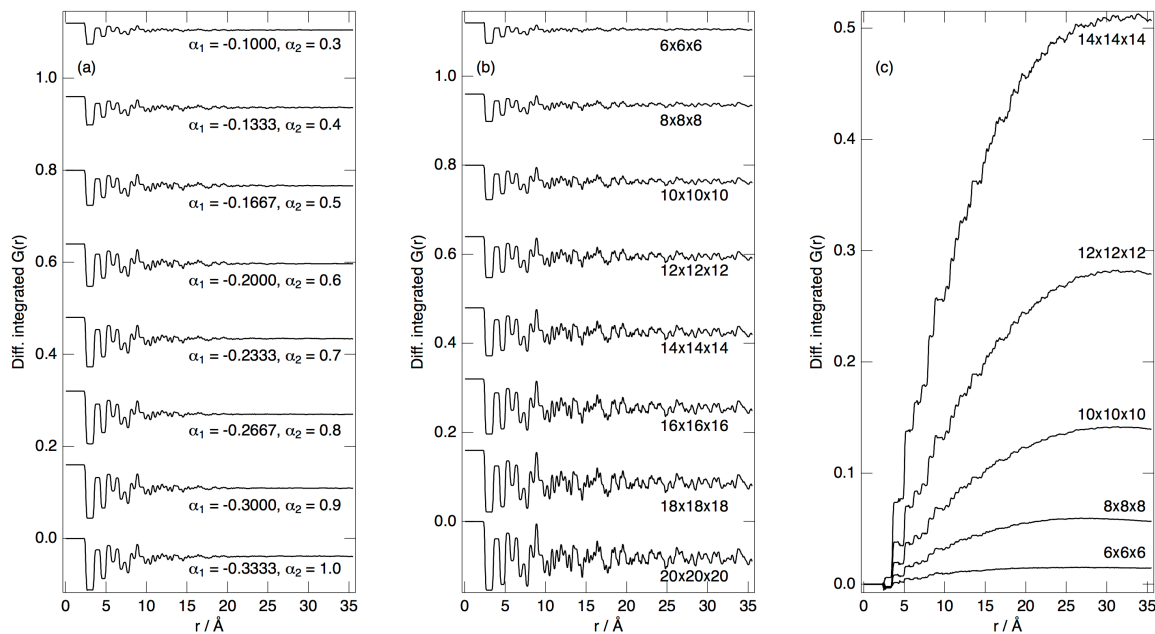 (a)
Diff. integrated G(r)
1.0
0.8
0.6
0.4
0.2
0.0
α₁ = -0.1000, α₂ = 0.3
α₁ = -0.1333, α₂ = 0.4
α₁ = -0.1667, α₂ = 0.5
α₁ = -0.2000, α₂ = 0.6
α₁ = -0.2333, α₂ = 0.7
α₁ = -0.2667, α₂ = 0.8
α₁ = -0.3000, α₂ = 0.9
α₁ = -0.3333, α₂ = 1.0
0 5 10 15 20 25 30 35
r / Å
(b)
Diff. integrated G(r)
1.0
0.8
0.6
0.4
0.2
0.0
6x6x6
8x8x8
10x10x10
12x12x12
14x14x14
16x16x16
18x18x18
20x20x20
0 5 10 15 20 25 30 35
r / Å
(c)
Diff. integrated G(r)
0.5
0.4
0.3
0.2
0.1
0.0
14x14x14
12x12x12
10x10x10
8x8x8
6x6x6
0 5 10 15 20 25 30 35
r / Å